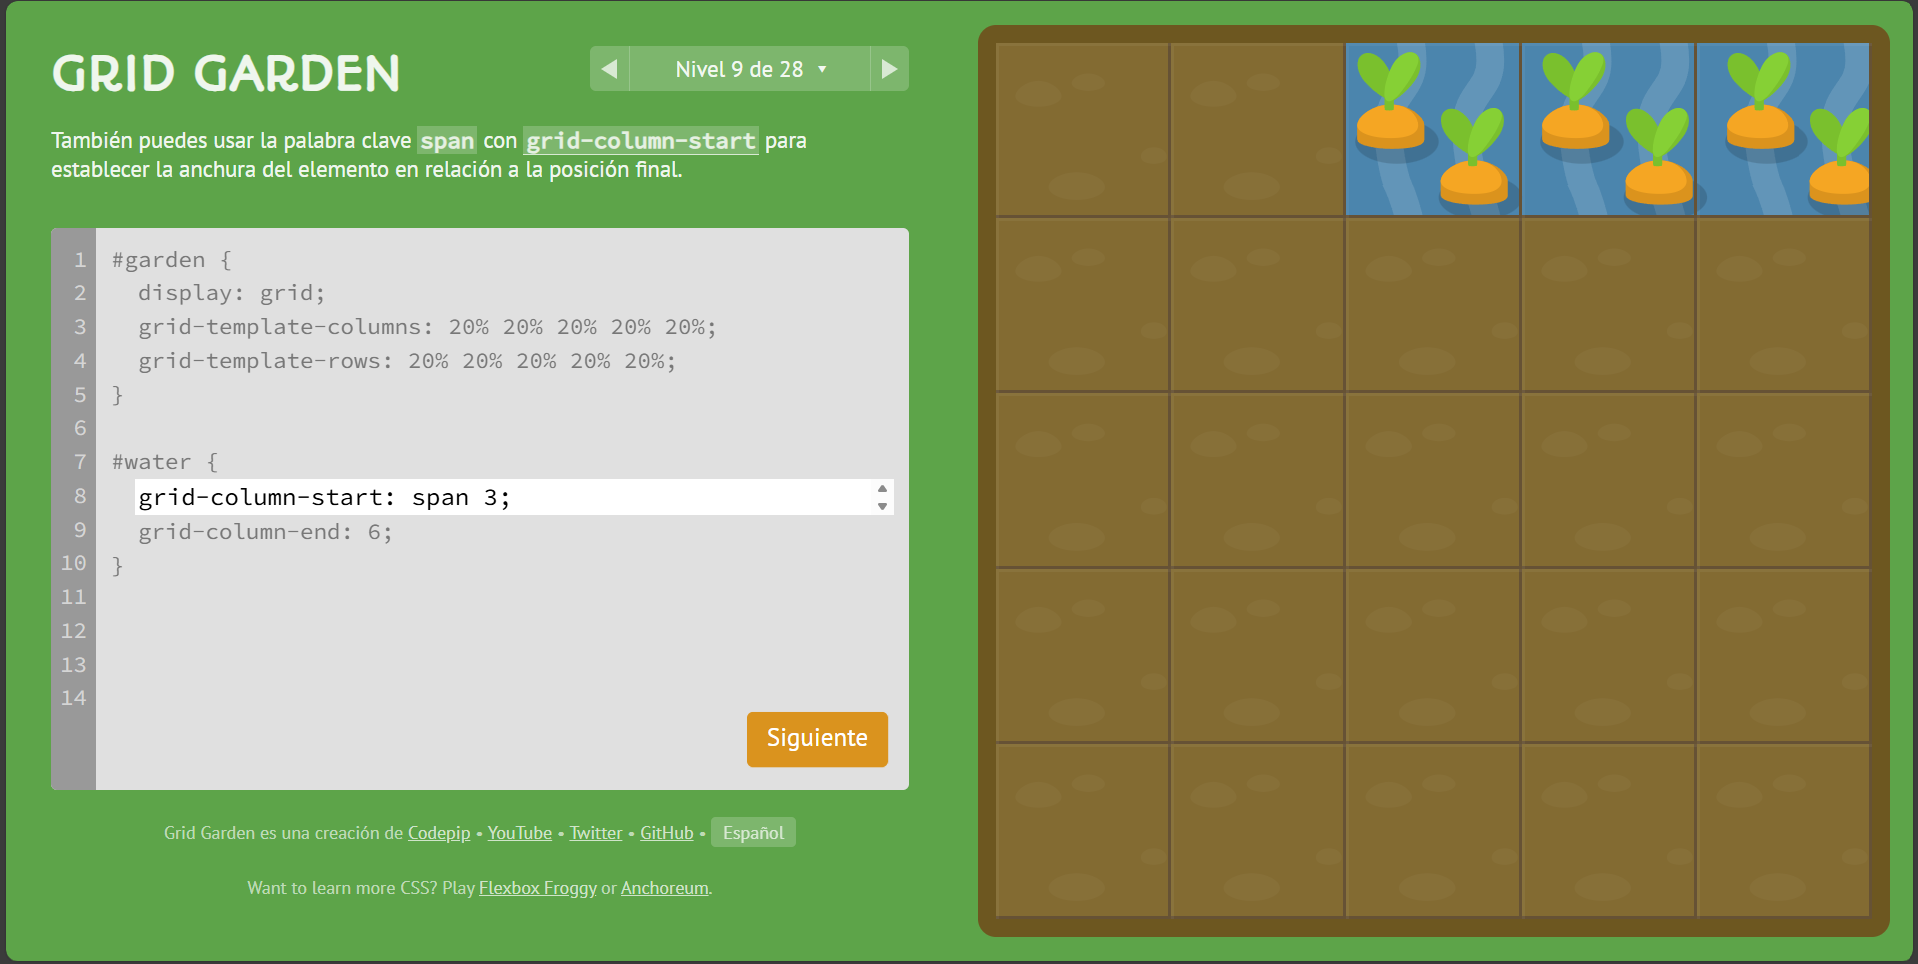 GRID GARDEN
Nivel 9 de 28
También puedes usar la palabra clave span con grid-column-start para
establecer la anchura del elemento en relación a la posición final.
1 #garden {
2 display: grid;
3 grid-template-columns: 20% 20% 20% 20% 20%;
4 grid-template-rows: 20% 20% 20% 20% 20%;
5 }
6
7 #water {
8 grid-column-start: span 3;
9 grid-column-end: 6;
10 }
11
12
13
14
Siguiente
Grid Garden es una creación de Codepip • YouTube • Twitter • GitHub • Español
Want to learn more CSS? Play Flexbox Froggy or Anchoreum.